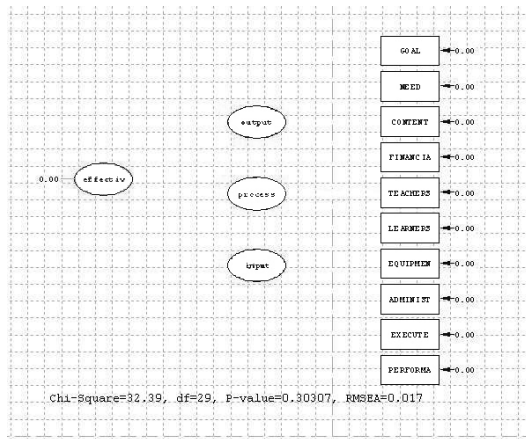 GOAL 0.00
NEED 0.00
output
CONTENT 0.00
FINANCIA 0.00
0.00 effectiv
process
TEACHERS 0.00
LEARNERS 0.00
input
EQUIPMEN 0.00
ADMINIST 0.00
EXECUTE 0.00
PERFORMA 0.00
Chi-Square=32.39, df=29, P-value=0.30307, RMSEA=0.017